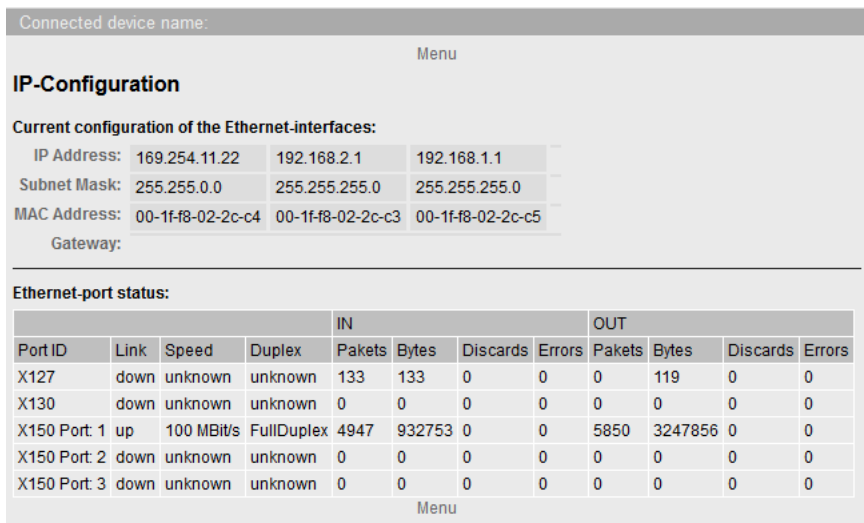 Connected device name:
Menu
IP-Configuration
Current configuration of the Ethernet-interfaces:
IP Address: 169.254.11.22 192.168.2.1 192.168.1.1
Subnet Mask: 255.255.0.0 255.255.255.0 255.255.255.0
MAC Address: 00-1f-f8-02-2c-c4 00-1f-f8-02-2c-c3 00-1f-f8-02-2c-c5
Gateway:
Ethernet-port status:
IN OUT
Port ID Link Speed Duplex Pakets Bytes Discards Errors Pakets Bytes Discards Errors
X127 down unknown unknown 133 133 0 0 0 119 0 0
X130 down unknown unknown 0 0 0 0 0 0 0 0
X150 Port: 1 up 100 MBit/s FullDuplex 4947 932753 0 0 5850 3247856 0 0
X150 Port: 2 down unknown unknown 0 0 0 0 0 0 0 0
X150 Port: 3 down unknown unknown 0 0 0 0 0 0 0 0
Menu